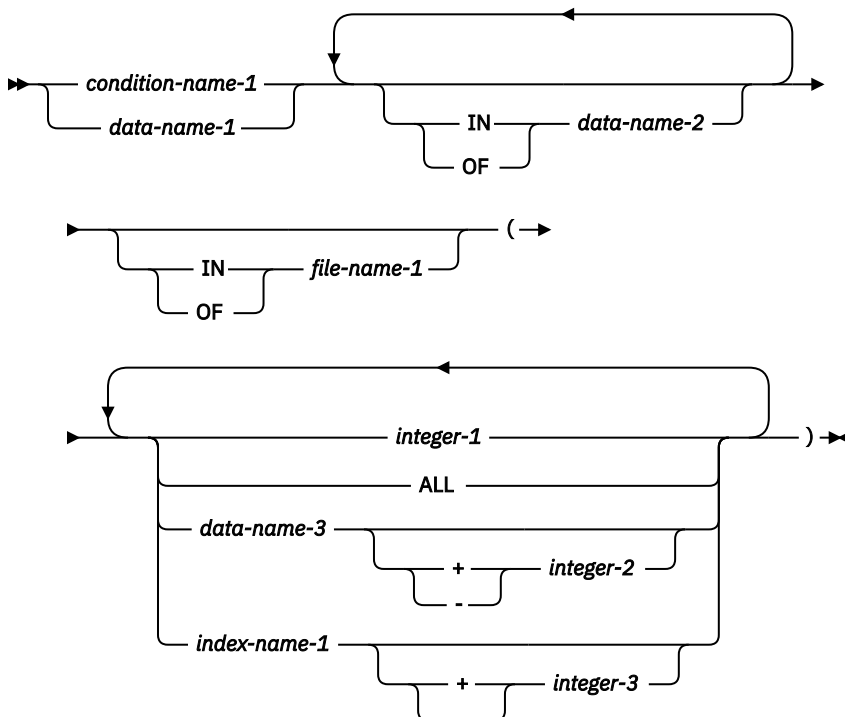 condition-name-1
data-name-1
IN data-name-2
OF
(
IN file-name-1
OF
integer-1 )
ALL
data-name-3
+ integer-2
-
index-name-1
+ integer-3